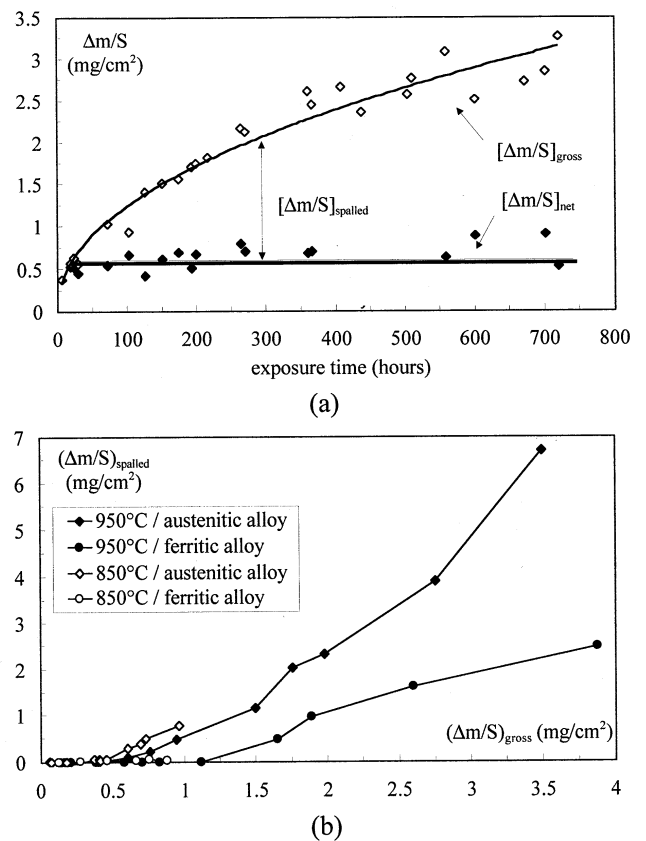 3.5
Δm/S
(mg/cm²)
3
2.5
[Δm/S]gross
2
1.5
[Δm/S]spalled
[Δm/S]net
1
0.5
0
0 100 200 300 400 500 600 700 800
exposure time (hours)
(a)
7
(Δm/S)spalled
(mg/cm²)
6
5
950°C / austenitic alloy
950°C / ferritic alloy
850°C / austenitic alloy
850°C / ferritic alloy
4
3
2
1
(Δm/S)gross (mg/cm²)
0
0 0.5 1 1.5 2 2.5 3 3.5 4
(b)